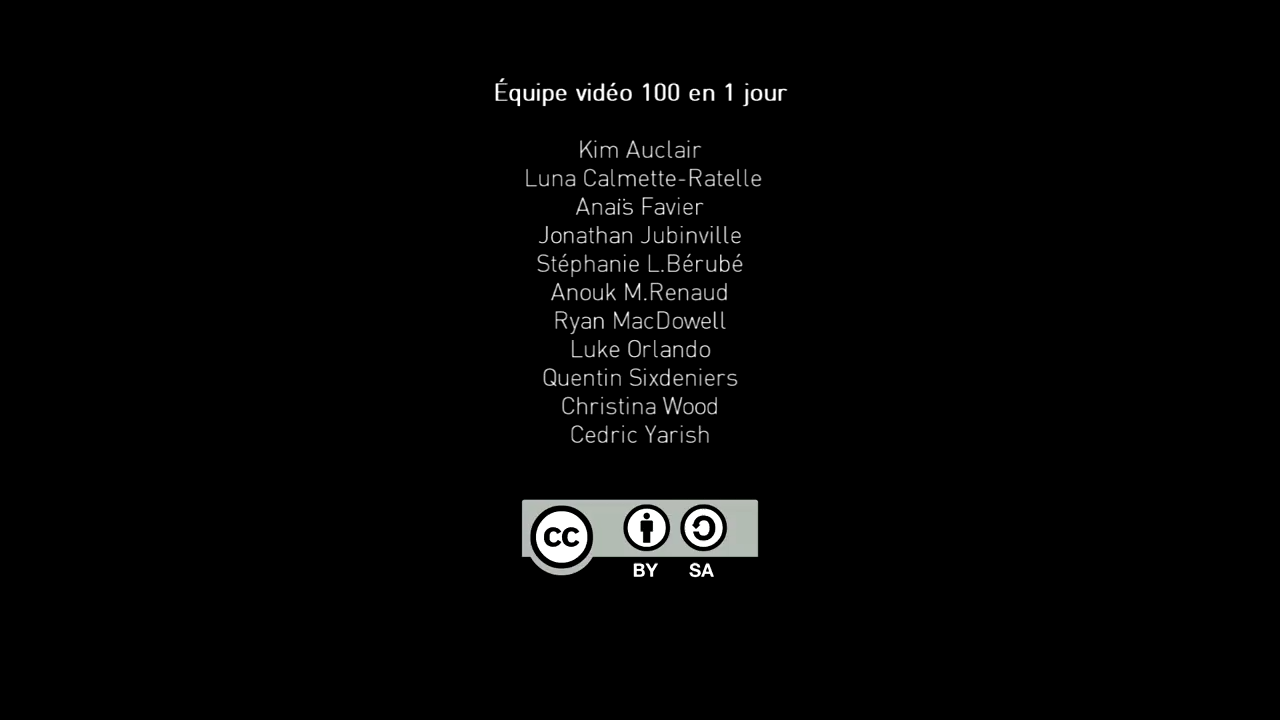 Équipe vidéo 100 en 1 jour
Kim Auclair
Luna Calmette-Ratelle
Anaïs Favier
Jonathan Jubinville
Stéphanie L.Bérubé
Anouk M.Renaud
Ryan MacDowell
Luke Orlando
Quentin Sixdeniers
Christina Wood
Cedric Yarish
cc
BY SA